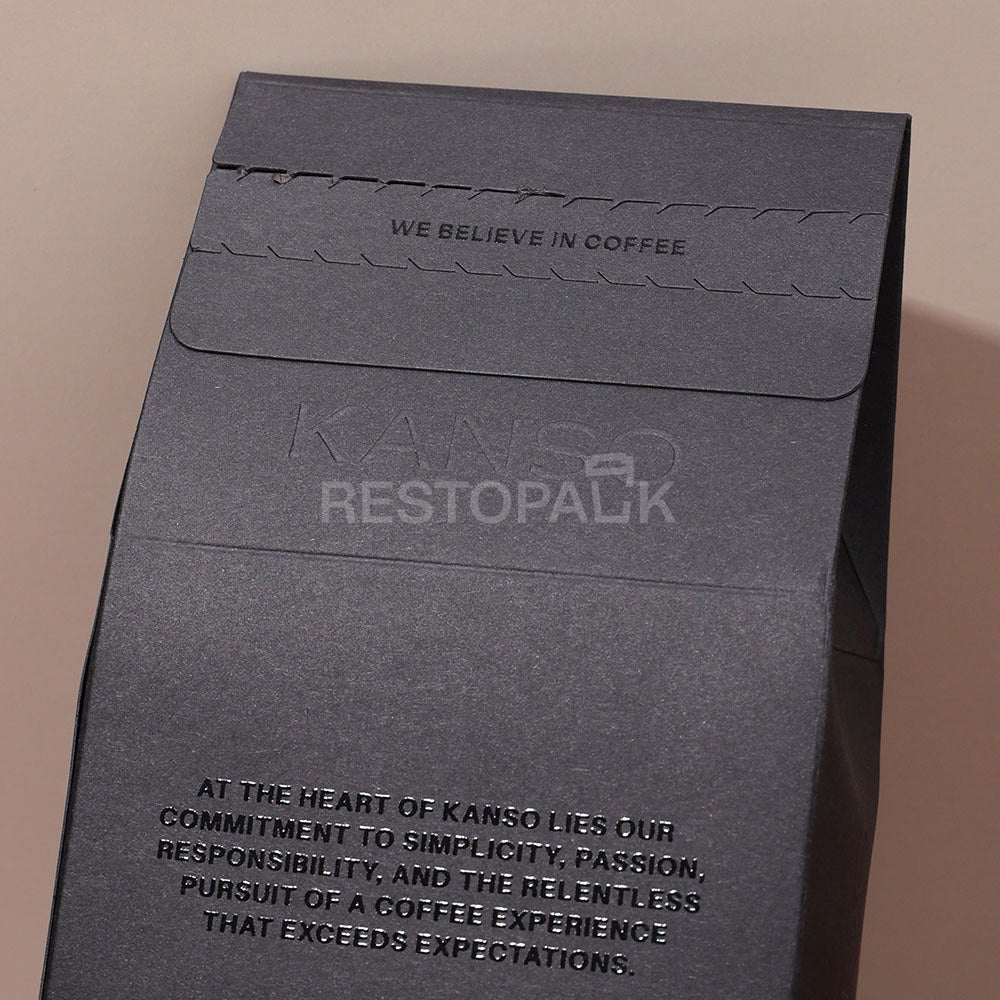 WE BELIEVE IN COFFEE
KANSO
RESTOPACK
AT THE HEART OF KANSO LIES OUR
COMMITMENT TO SIMPLICITY, PASSION,
RESPONSIBILITY, AND THE RELENTLESS
PURSUIT OF A COFFEE EXPERIENCE
THAT EXCEEDS EXPECTATIONS.